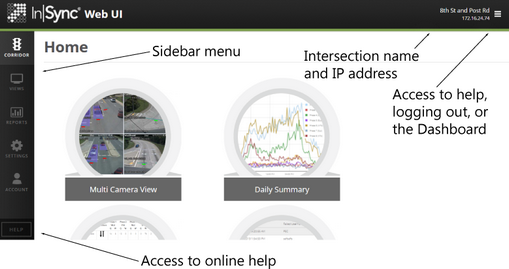 In|Sync® Web UI
8th St and Post Rd
172.16.24.74
CORRIDOR
Home
Sidebar menu
Intersection name
and IP address
VIEWS
Access to help,
logging out, or
the Dashboard
REPORTS
SETTINGS
ACCOUNT
Multi Camera View
Daily Summary
HELP
Access to online help